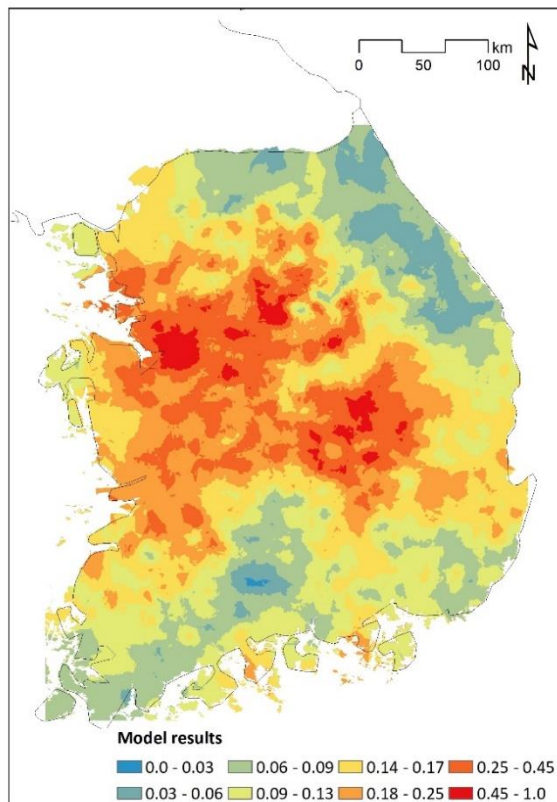 km
0 50 100
N
Model results
0.0 - 0.03 0.06 - 0.09 0.14 - 0.17 0.25 - 0.45
0.03 - 0.06 0.09 - 0.13 0.18 - 0.25 0.45 - 1.0